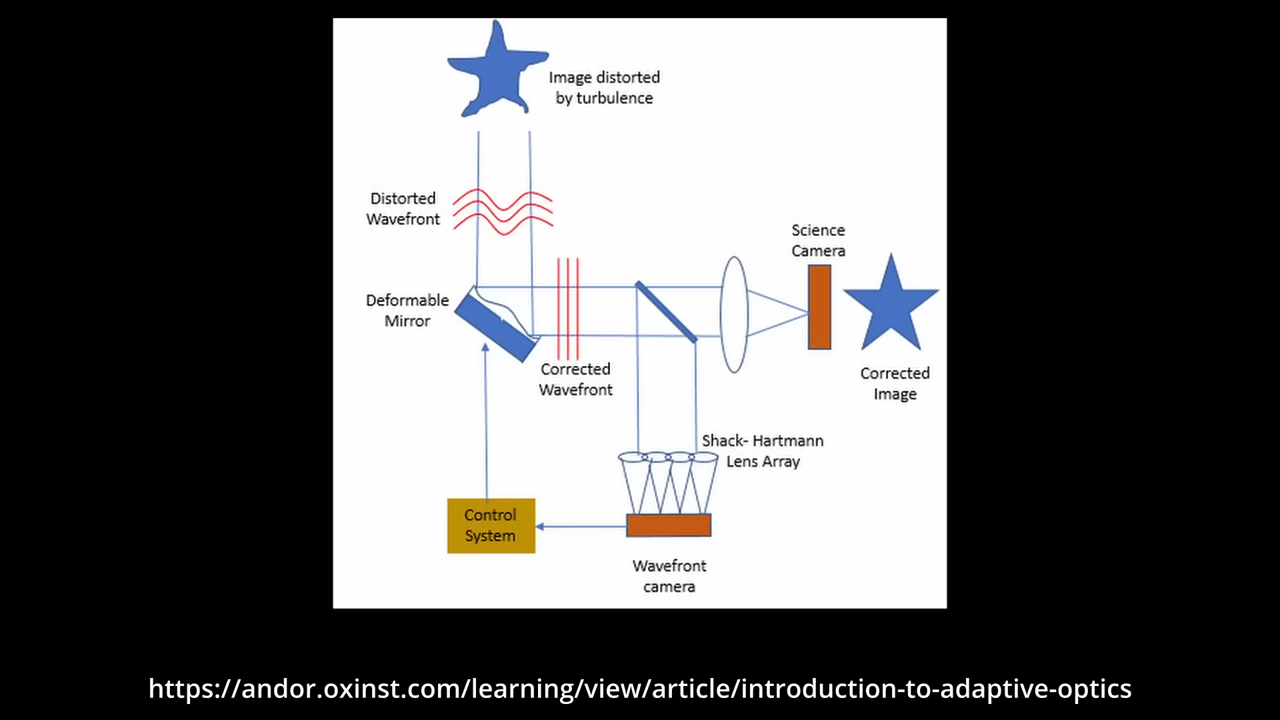 Image distorted
by turbulence
Distorted
Wavefront
Science
Camera
Deformable
Mirror
Corrected
Wavefront
Corrected
Image
Shack- Hartmann
Lens Array
Control
System
Wavefront
camera
https://andor.oxinst.com/learning/view/article/introduction-to-adaptive-optics